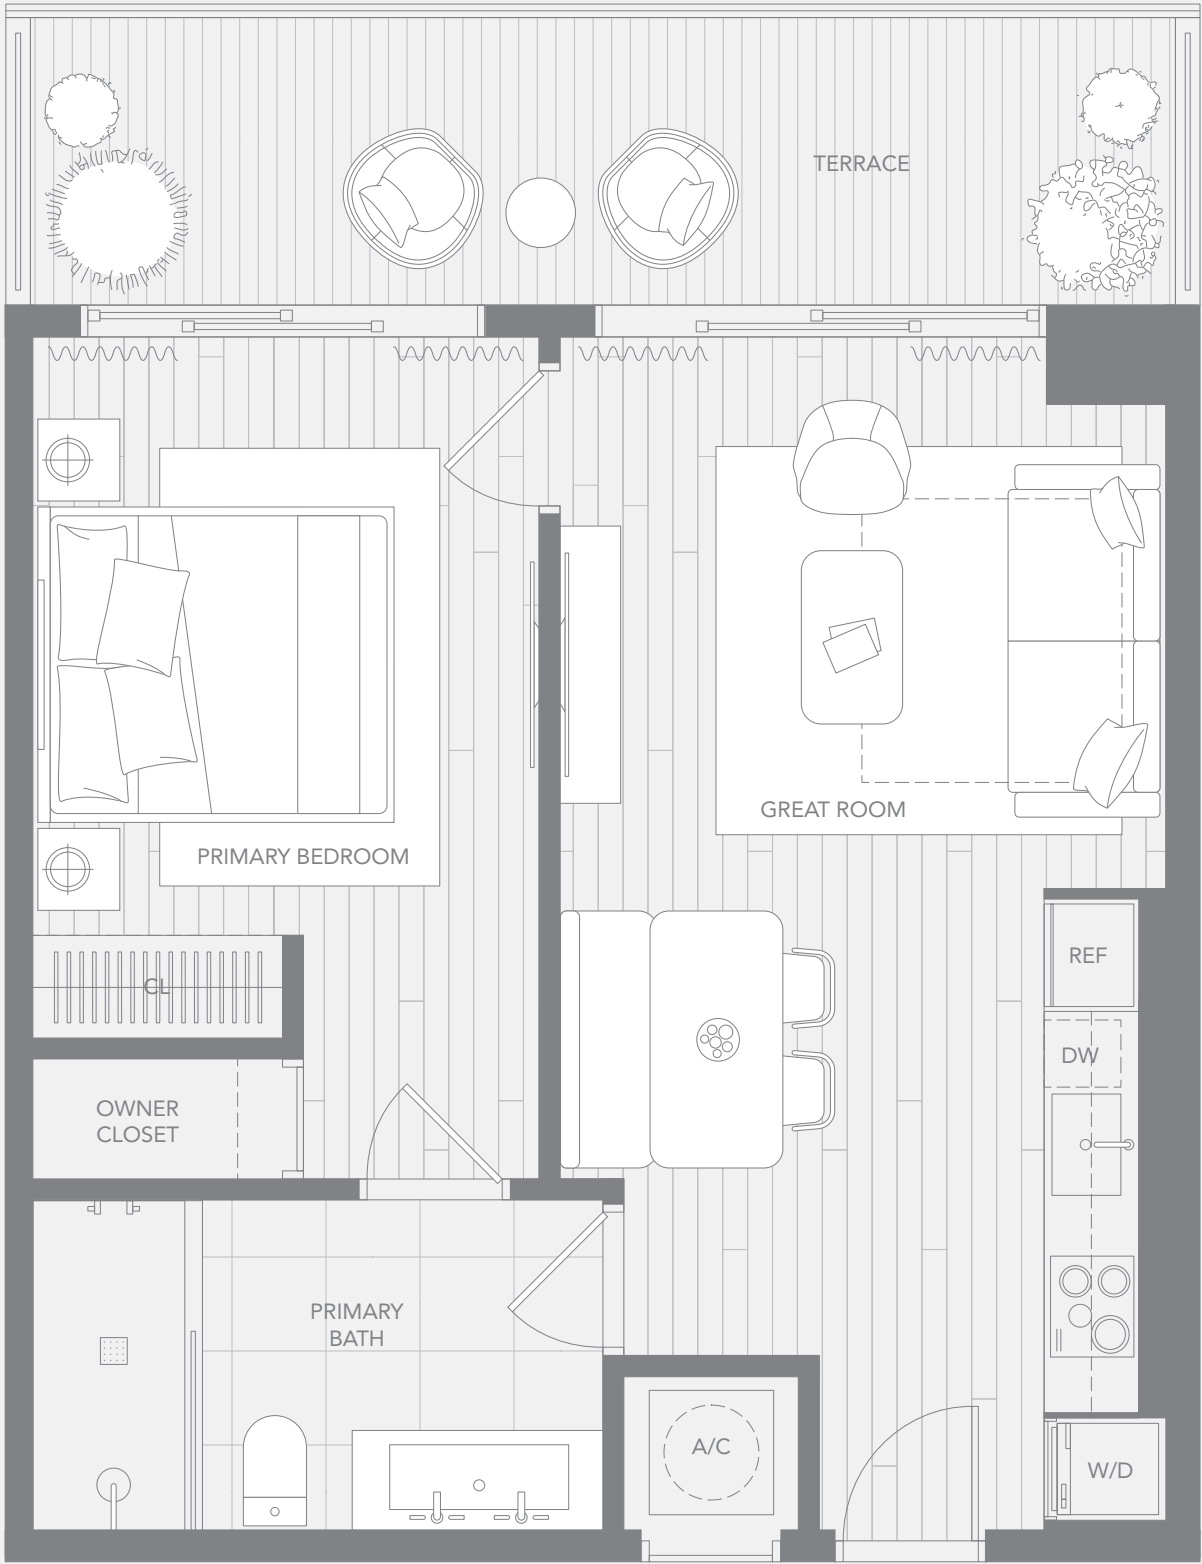 TERRACE
GREAT ROOM
PRIMARY BEDROOM
REF
CL
DW
OWNER
CLOSET
PRIMARY
BATH
A/C
W/D